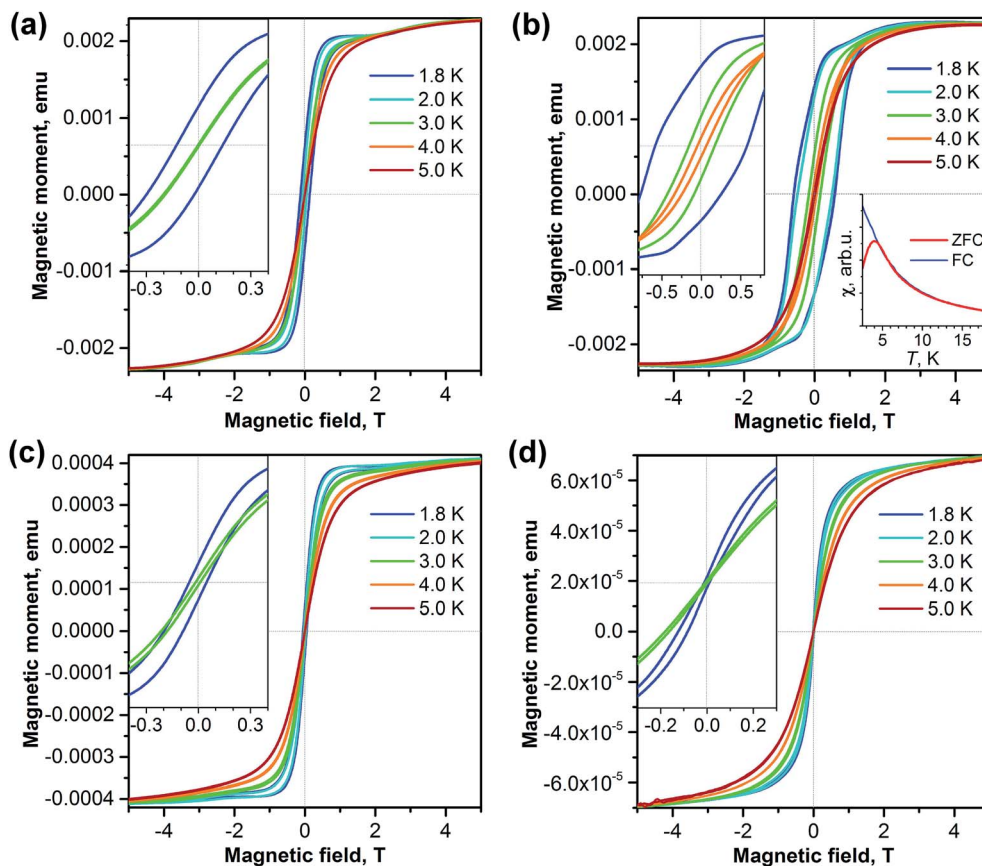 (a)
Magnetic moment, emu
0.002
0.001
0.000
-0.001
-0.002
1.8 K
2.0 K
3.0 K
4.0 K
5.0 K
-0.3 0.0 0.3
-4 -2 0 2 4
Magnetic field, T
(b)
Magnetic moment, emu
0.002
0.001
0.000
-0.001
-0.002
1.8 K
2.0 K
3.0 K
4.0 K
5.0 K
-0.5 0.0 0.5
χ, arb.u.
ZFC
FC
5 10 15
T, K
-4 -2 0 2 4
Magnetic field, T
(c)
Magnetic moment, emu
0.0004
0.0003
0.0002
0.0001
0.0000
-0.0001
-0.0002
-0.0003
-0.0004
1.8 K
2.0 K
3.0 K
4.0 K
5.0 K
-0.3 0.0 0.3
-4 -2 0 2 4
Magnetic field, T
(d)
Magnetic moment, emu
6.0x10⁻⁵
4.0x10⁻⁵
2.0x10⁻⁵
0.0
-2.0x10⁻⁵
-4.0x10⁻⁵
-6.0x10⁻⁵
1.8 K
2.0 K
3.0 K
4.0 K
5.0 K
-0.2 0.0 0.2
-4 -2 0 2 4
Magnetic field, T